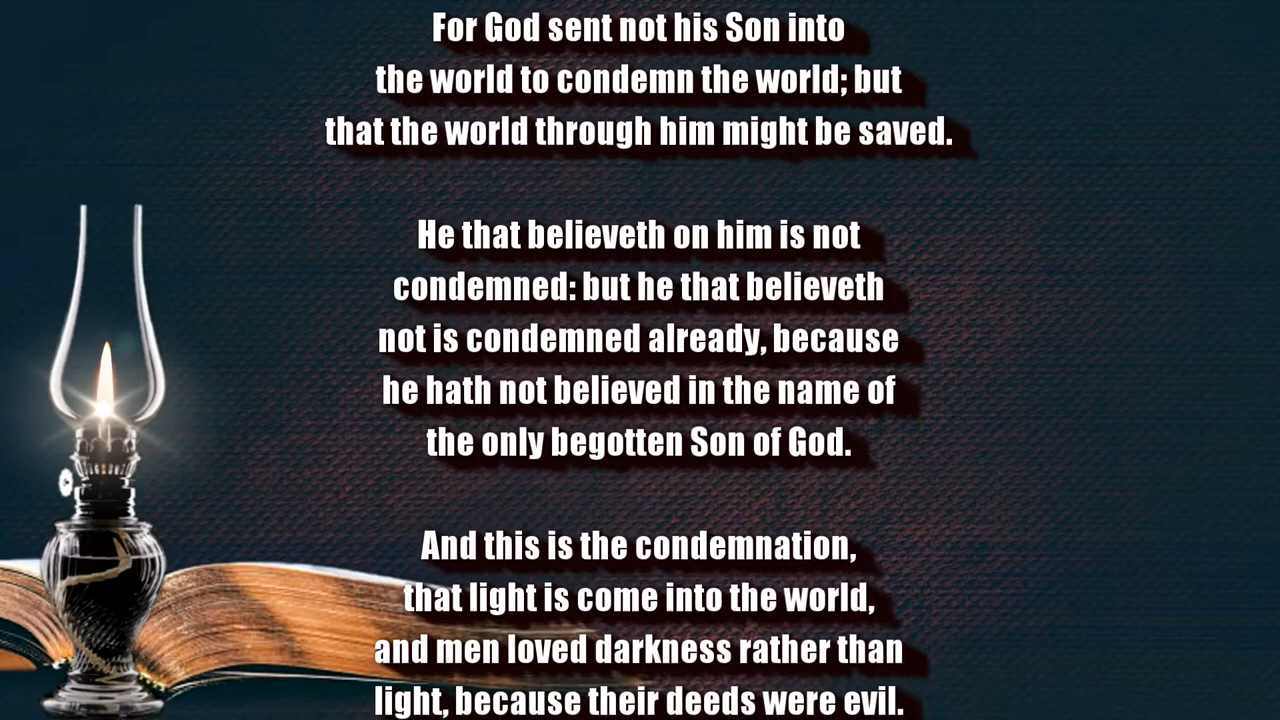 For God sent not his Son into
the world to condemn the world; but
that the world through him might be saved.
He that believeth on him is not
condemned: but he that believeth
not is condemned already, because
he hath not believed in the name of
the only begotten Son of God.
And this is the condemnation,
that light is come into the world,
and men loved darkness rather than
light, because their deeds were evil.